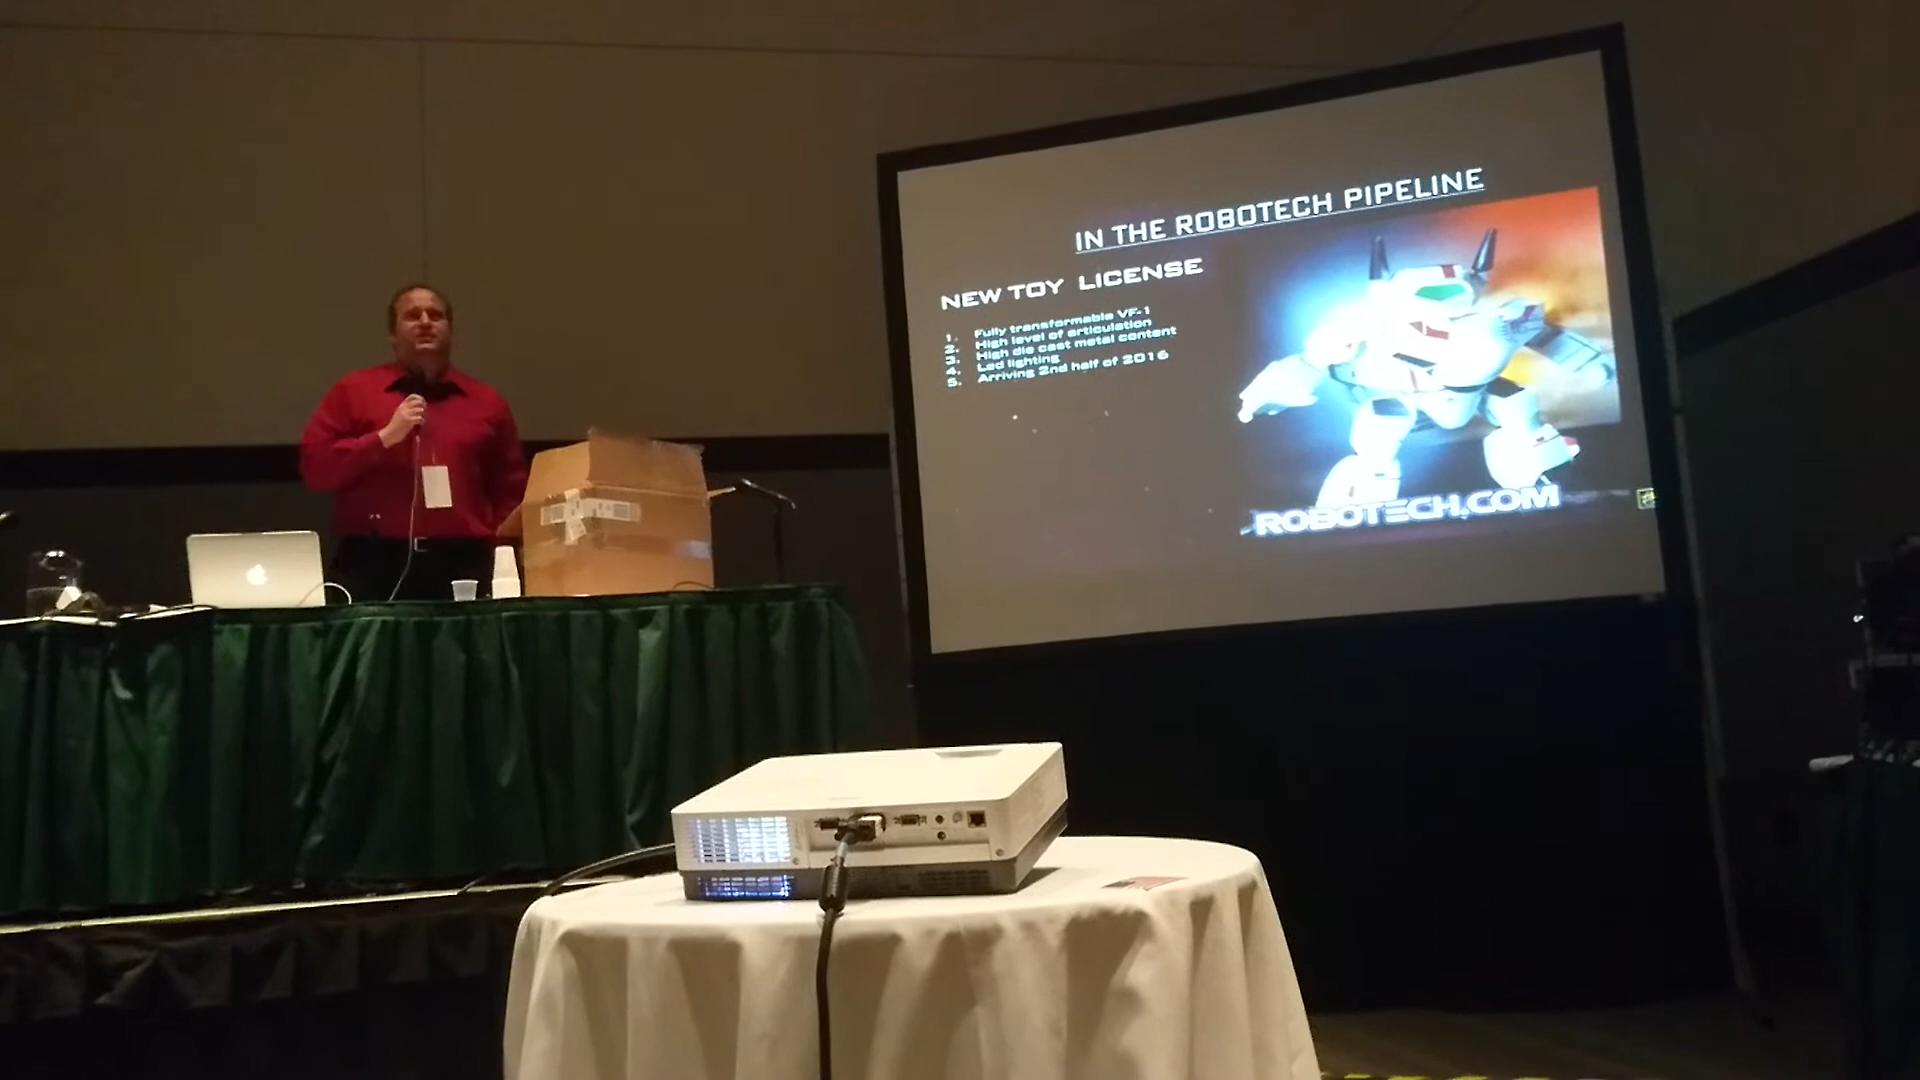 IN THE ROBOTECH PIPELINE
NEW TOY LICENSE
1. Fully transformable VF-1
2. High level of articulation
3. High die cast metal content
4. Led lighting
5. Arriving 2nd half of 2016
ROBOTECH.COM